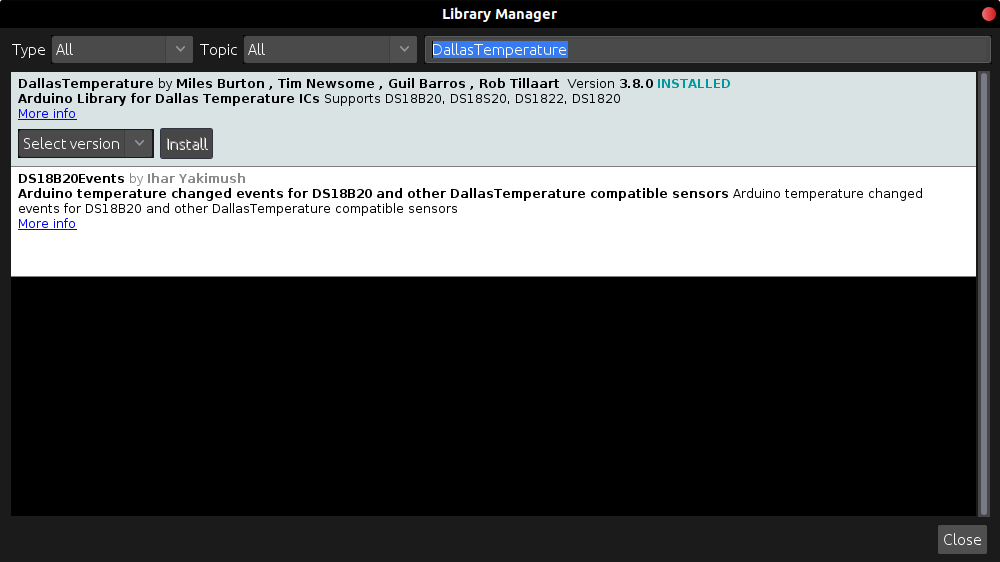 Library Manager
Type All Topic All DallasTemperature
DallasTemperature by Miles Burton , Tim Newsome , Guil Barros , Rob Tillaart Version 3.8.0 INSTALLED
Arduino Library for Dallas Temperature ICs Supports DS18B20, DS18S20, DS1822, DS1820
More info
Select version Install
DS18B20Events by Ihar Yakimush
Arduino temperature changed events for DS18B20 and other DallasTemperature compatible sensors Arduino temperature changed
events for DS18B20 and other DallasTemperature compatible sensors
More info
Close